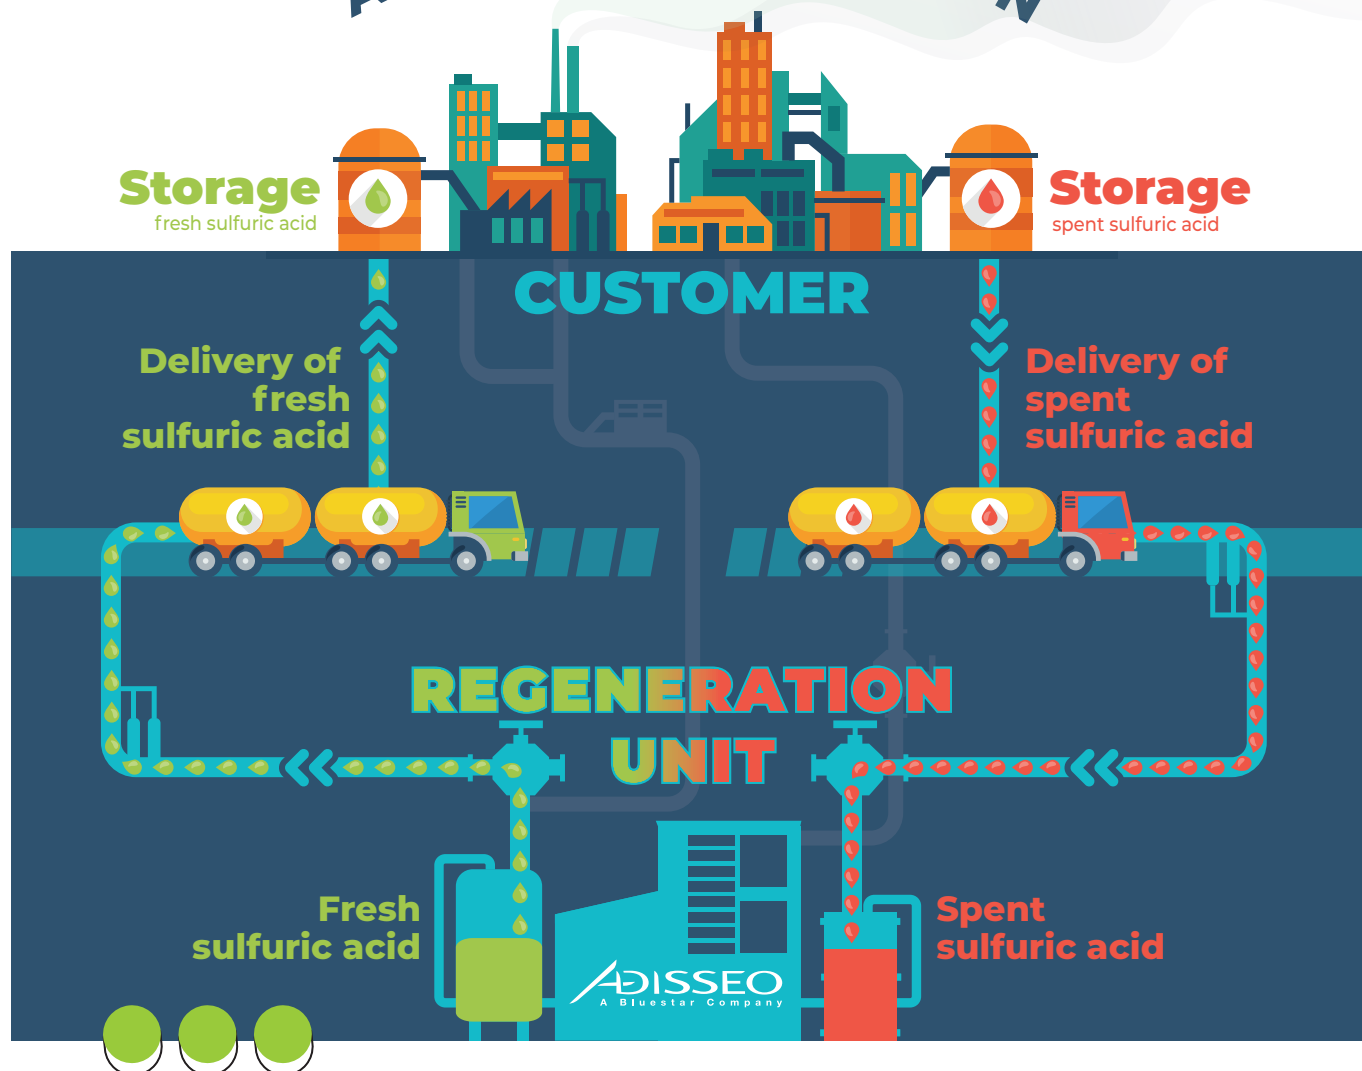 Storage
fresh sulfuric acid
Storage
spent sulfuric acid
CUSTOMER
Delivery of
fresh
sulfuric acid
Delivery of
spent
sulfuric acid
REGENERATION
UNIT
Fresh
sulfuric acid
Spent
sulfuric acid
ADISSEO
A Bluestar Company